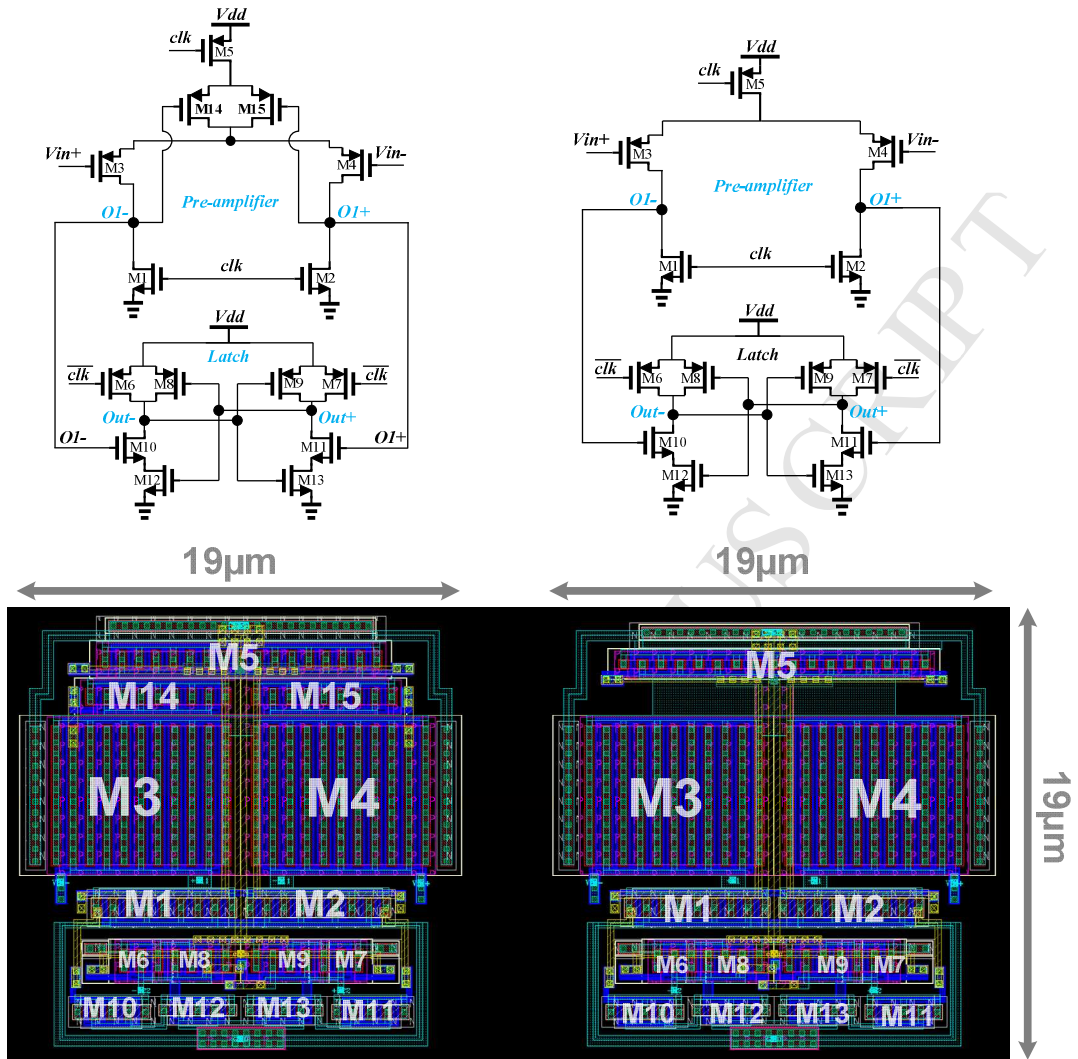 Vdd
clk
M5
M14 M15
Vin+ M3 M4 Vin-
Pre-amplifier
O1- O1+
M1 clk M2
Vdd
Latch
clk M6 M8 M9 M7 clk
Out- Out+
O1- M10 M11 O1+
M12 M13
Vdd
clk
M5
Vin+ M3 M4 Vin-
Pre-amplifier
O1- O1+
M1 clk M2
Vdd
Latch
clk M6 M8 M9 M7 clk
Out- Out+
M10 M11
M12 M13
USCRIPT
19µm
19µm
M5
M14 M15
M3 M4
M1 M2
M6 M8 M9 M7
M10 M12 M13 M11
M5
M3 M4
M1 M2
M6 M8 M9 M7
M10 M12 M13 M11
19µm